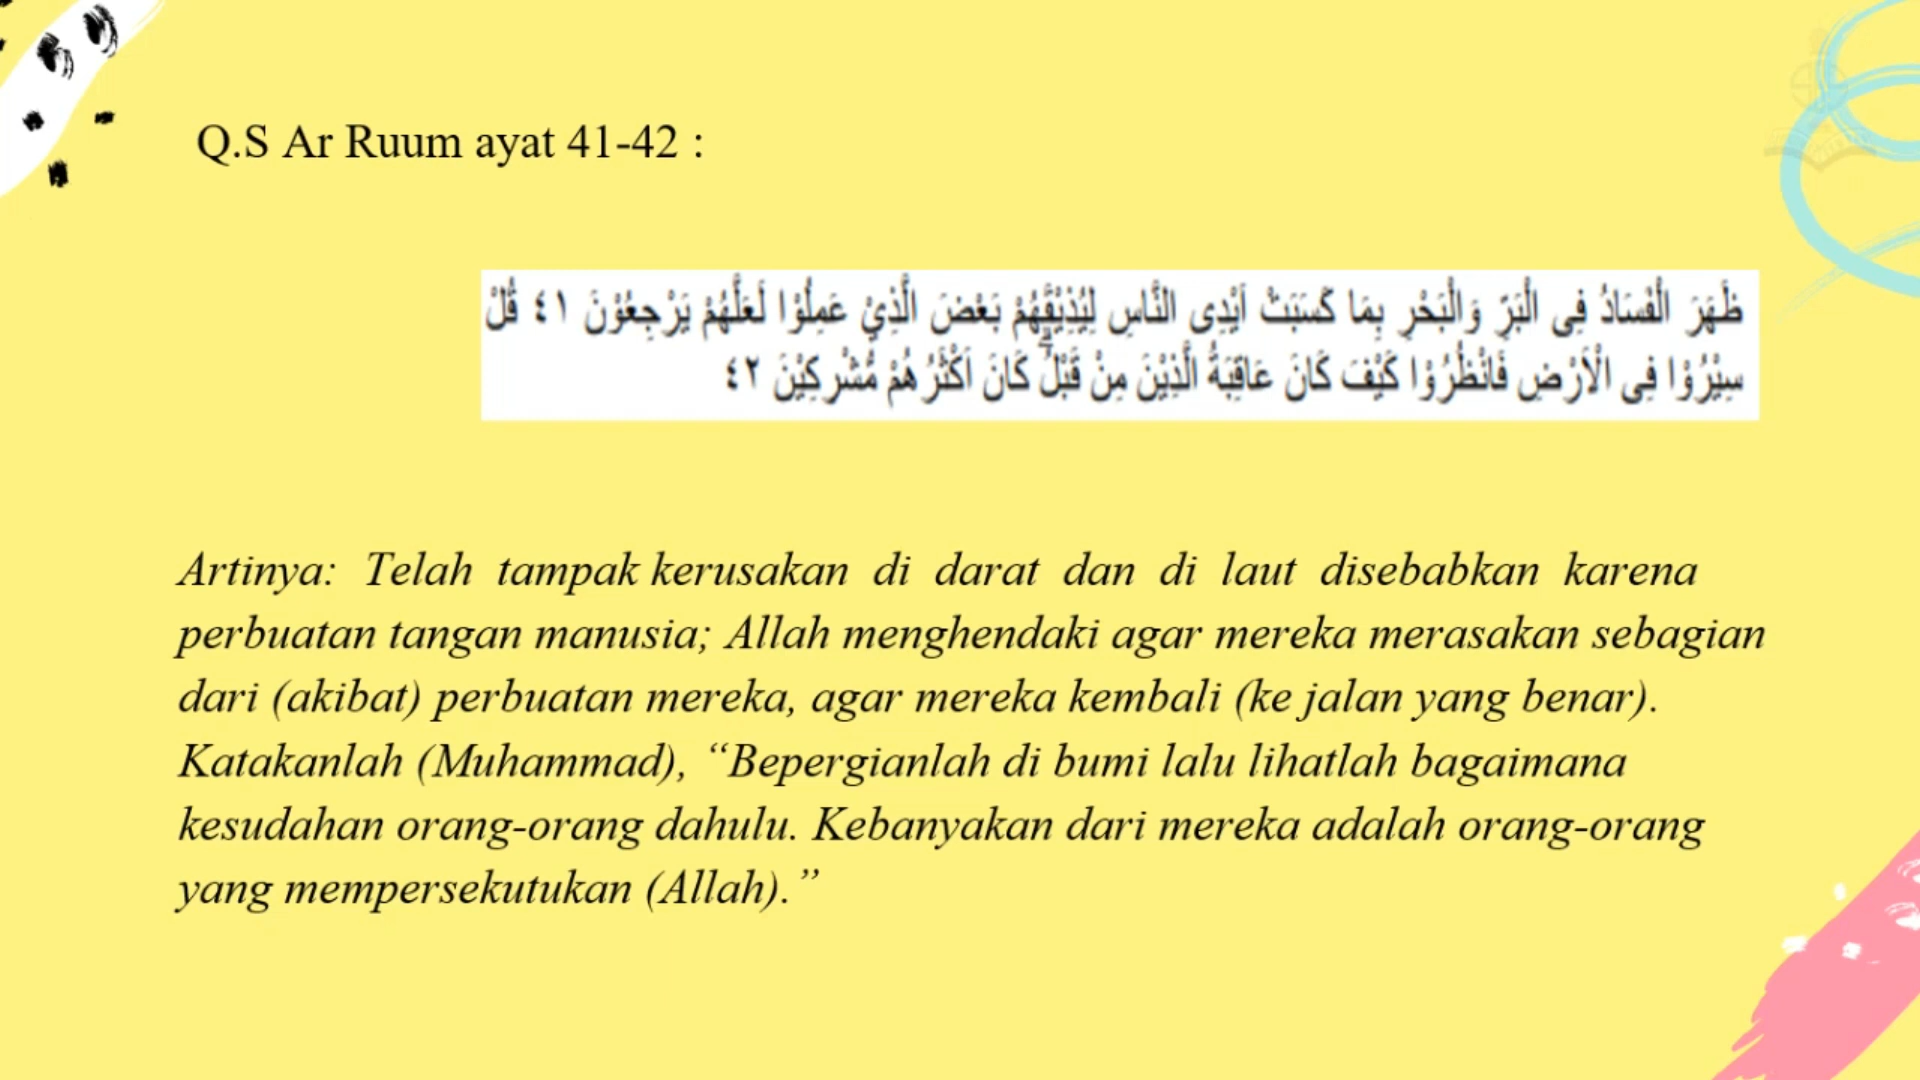 Q.S Ar Ruum ayat 41-42 :
ظَهَرَ الْفَسَادُ فِى الْبَرِّ وَالْبَحْرِ بِمَا كَسَبَتْ اَيْدِى النَّاسِ لِيُذِيْقَهُمْ بَعْضَ الَّذِيْ عَمِلُوْا لَعَلَّهُمْ يَرْجِعُوْنَ ٤١ قُلْ
سِيْرُوْا فِى الْاَرْضِ فَانْظُرُوْا كَيْفَ كَانَ عَاقِبَةُ الَّذِيْنَ مِنْ قَبْلُۗ كَانَ اَكْثَرُهُمْ مُّشْرِكِيْنَ ٤٢
Artinya: Telah tampak kerusakan di darat dan di laut disebabkan karena
perbuatan tangan manusia; Allah menghendaki agar mereka merasakan sebagian
dari (akibat) perbuatan mereka, agar mereka kembali (ke jalan yang benar).
Katakanlah (Muhammad), “Bepergianlah di bumi lalu lihatlah bagaimana
kesudahan orang-orang dahulu. Kebanyakan dari mereka adalah orang-orang
yang mempersekutukan (Allah).”